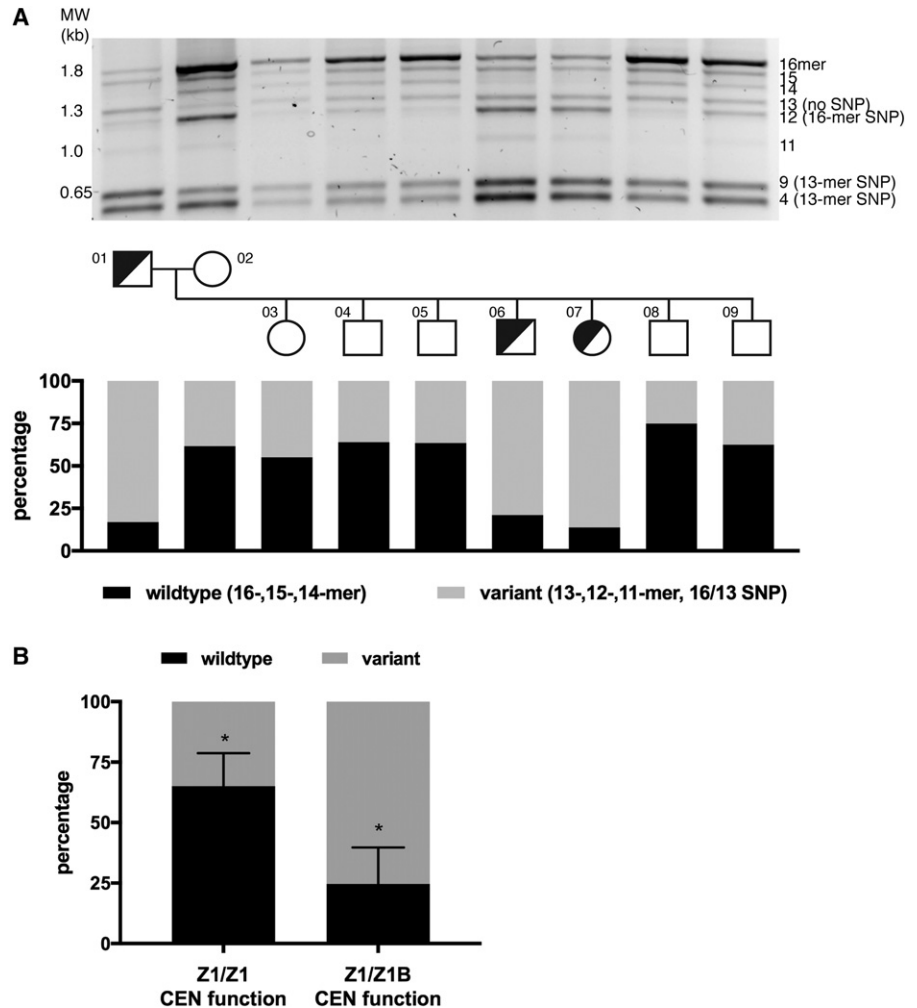 A
MW
(kb)
1.8
1.3
1.0
0.65
16mer
15
14
13 (no SNP)
12 (16-mer SNP)
11
9 (13-mer SNP)
4 (13-mer SNP)
01
02
03
04
05
06
07
08
09
percentage
100
75
50
25
0
wildtype (16-,15-,14-mer)
variant (13-,12-,11-mer, 16/13 SNP)
B
wildtype
variant
percentage
100
75
50
25
0
*
*
Z1/Z1
CEN function
Z1/Z1B
CEN function